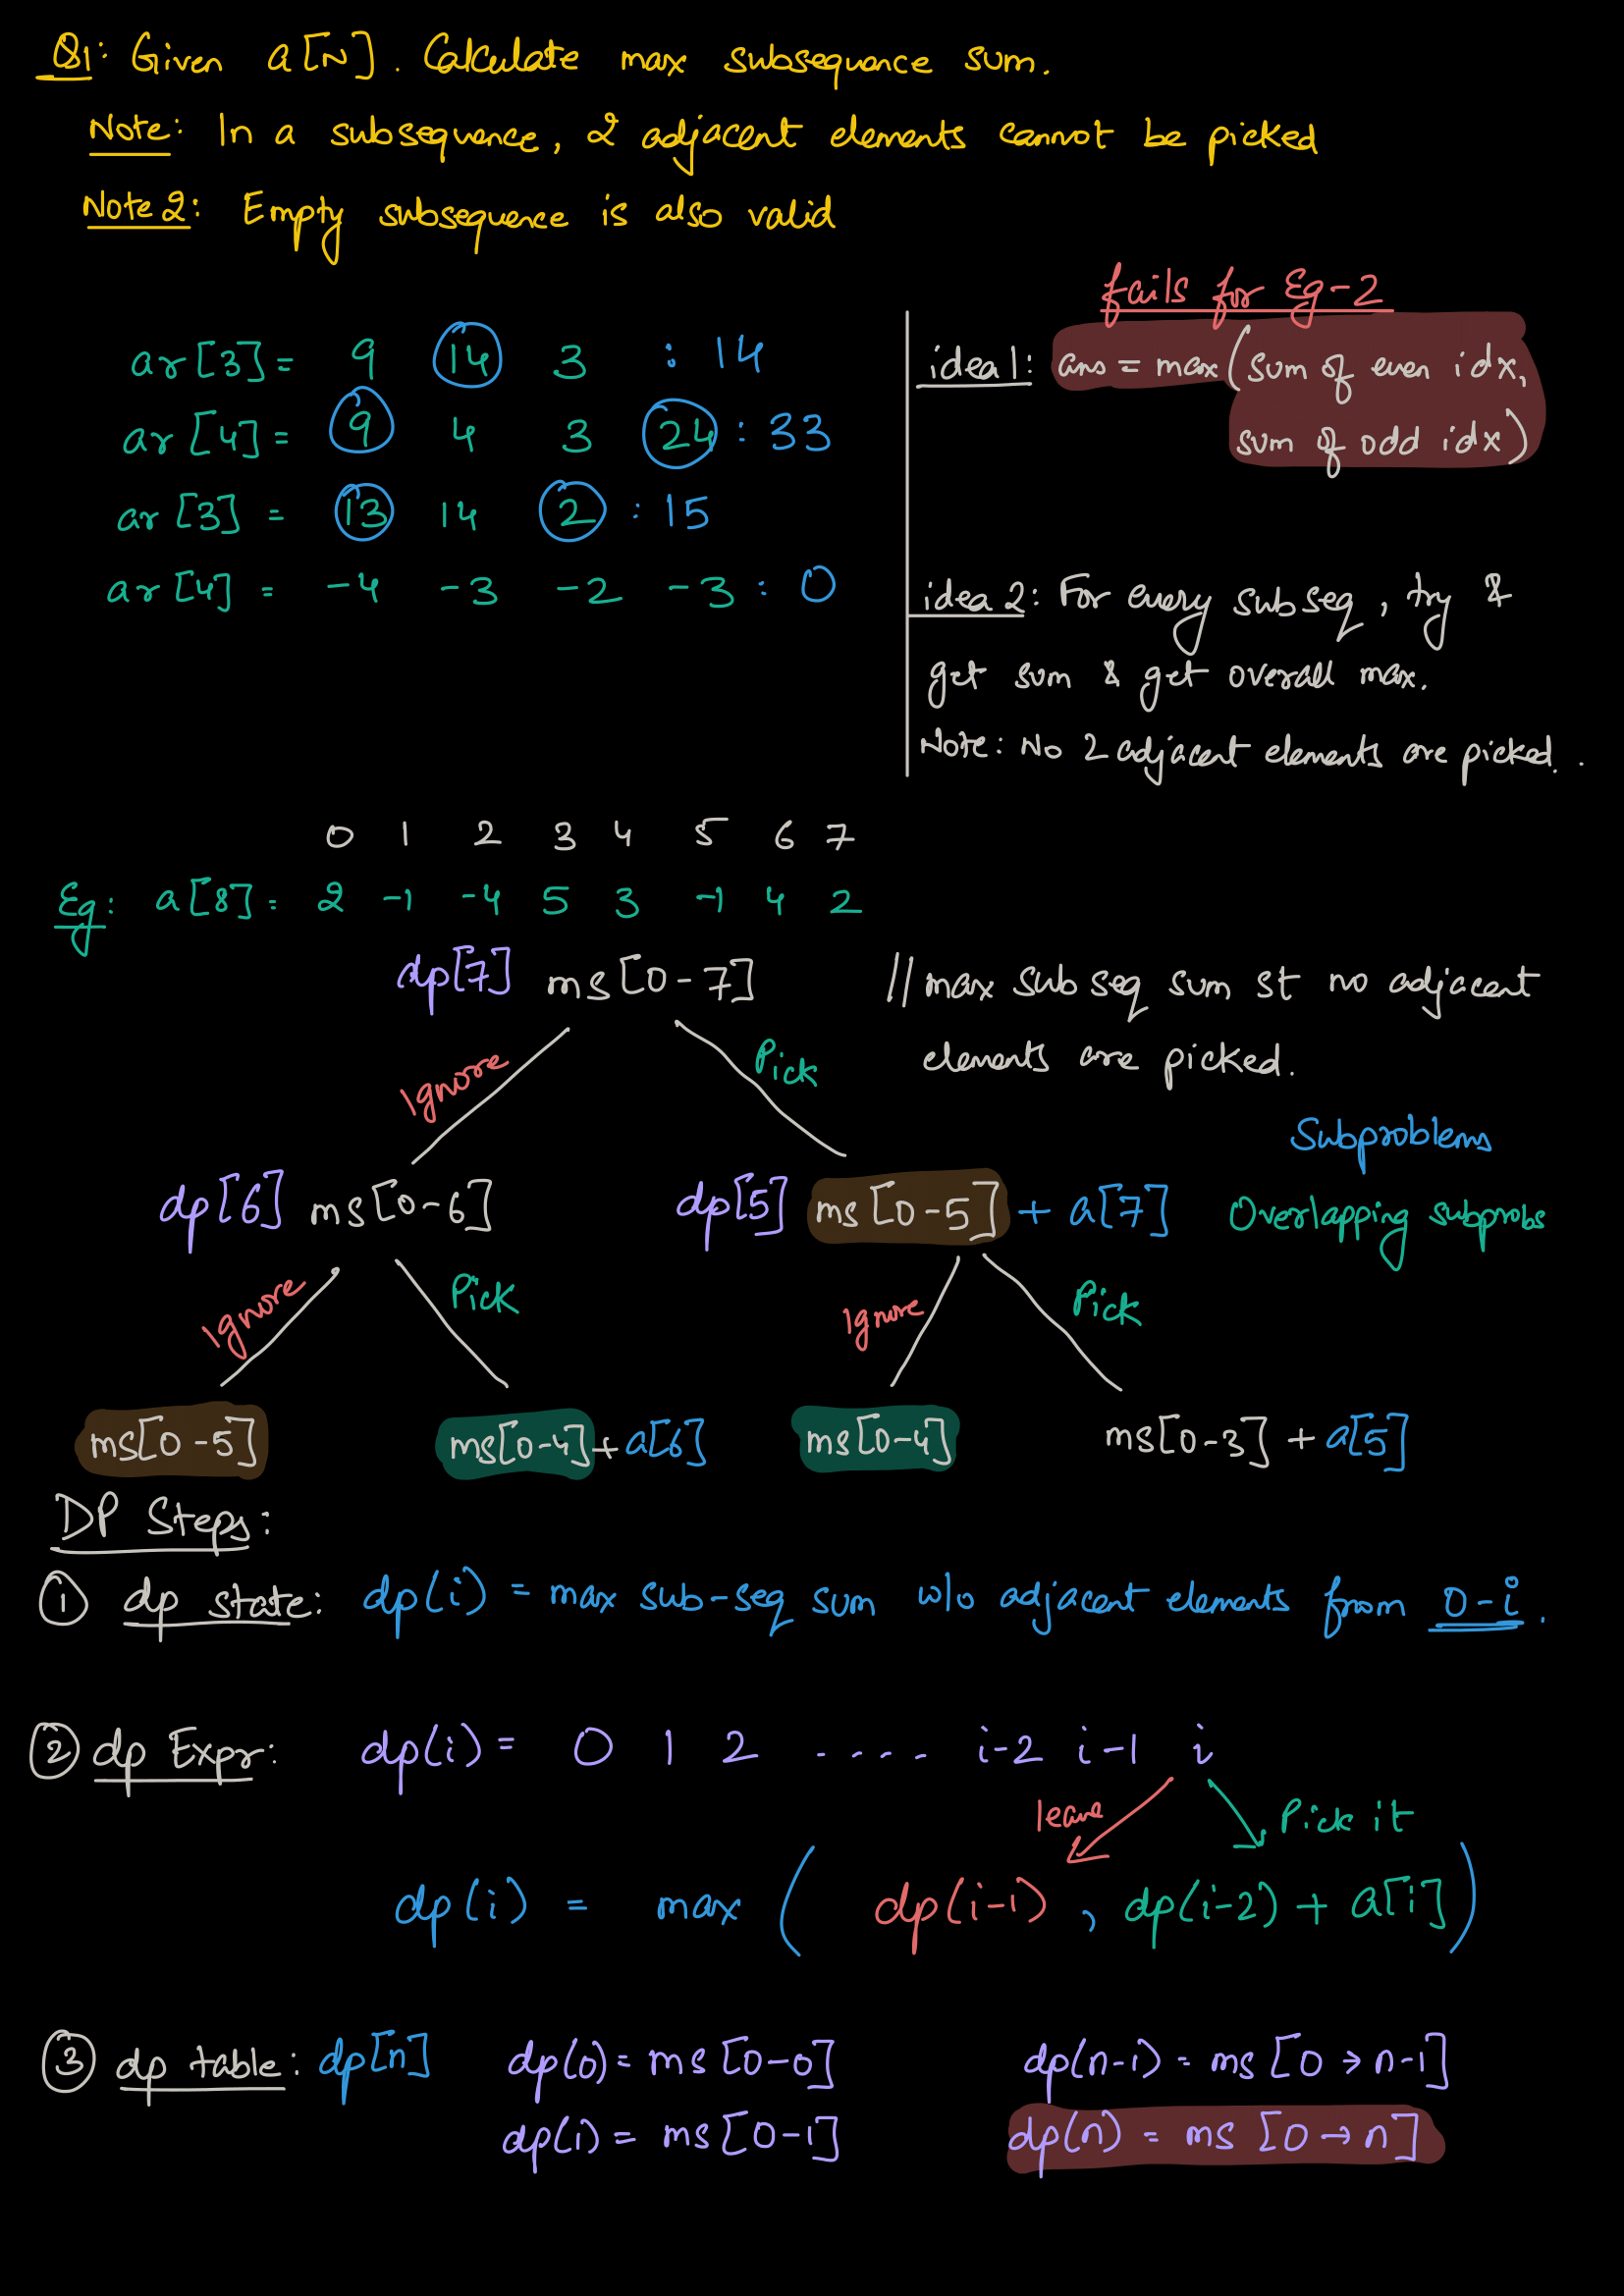 Q1: Given a[N]. Calculate max subsequence sum.
Note: In a subsequence, 2 adjacent elements cannot be picked
Note 2: Empty subsequence is also valid
ar[3] = 9 14 3 : 14
ar[4] = 9 4 3 24 : 33
ar[3] = 13 14 2 : 15
ar[4] = -4 -3 -2 -3 : 0
fails for Eg-2
idea 1: ans = max(sum of even idx,
sum of odd idx)
idea 2: For every subseq, try &
get sum & get overall max.
Note: No 2 adjacent elements are picked.
0 1 2 3 4 5 6 7
Eg: a[8] = 2 -1 -4 5 3 -1 4 2
dp[7] ms[0-7] // max sub seq sum st no adjacent
elements are picked.
Ignore Pick
Subproblems
dp[6] ms[0-6] dp[5] ms[0-5] + a[7] Overlapping subprobs
Ignore Pick Ignore Pick
ms[0-5] ms[0-4] + a[6] ms[0-4] ms[0-3] + a[5]
DP Steps:
1 dp state: dp(i) = max sub-seq sum w/o adjacent elements from 0-i.
2 dp Expr: dp(i) = 0 1 2 .... i-2 i-1 i
leave Pick it
dp(i) = max ( dp(i-1), dp(i-2) + a[i] )
3 dp table: dp[n] dp(0) = ms[0-0] dp(n-1) = ms[0→n-1]
dp(1) = ms[0-1] dp(n) = ms [0→n]